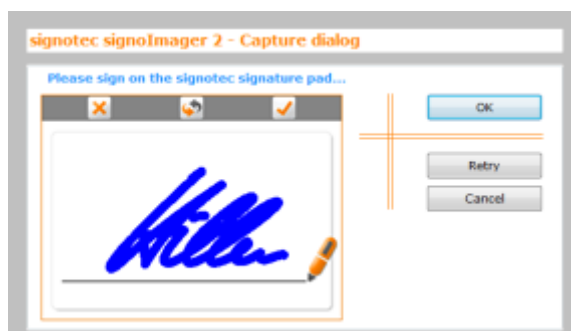 signotec signoImager 2 - Capture dialog
Please sign on the signotec signature pad...
OK
Retry
Cancel